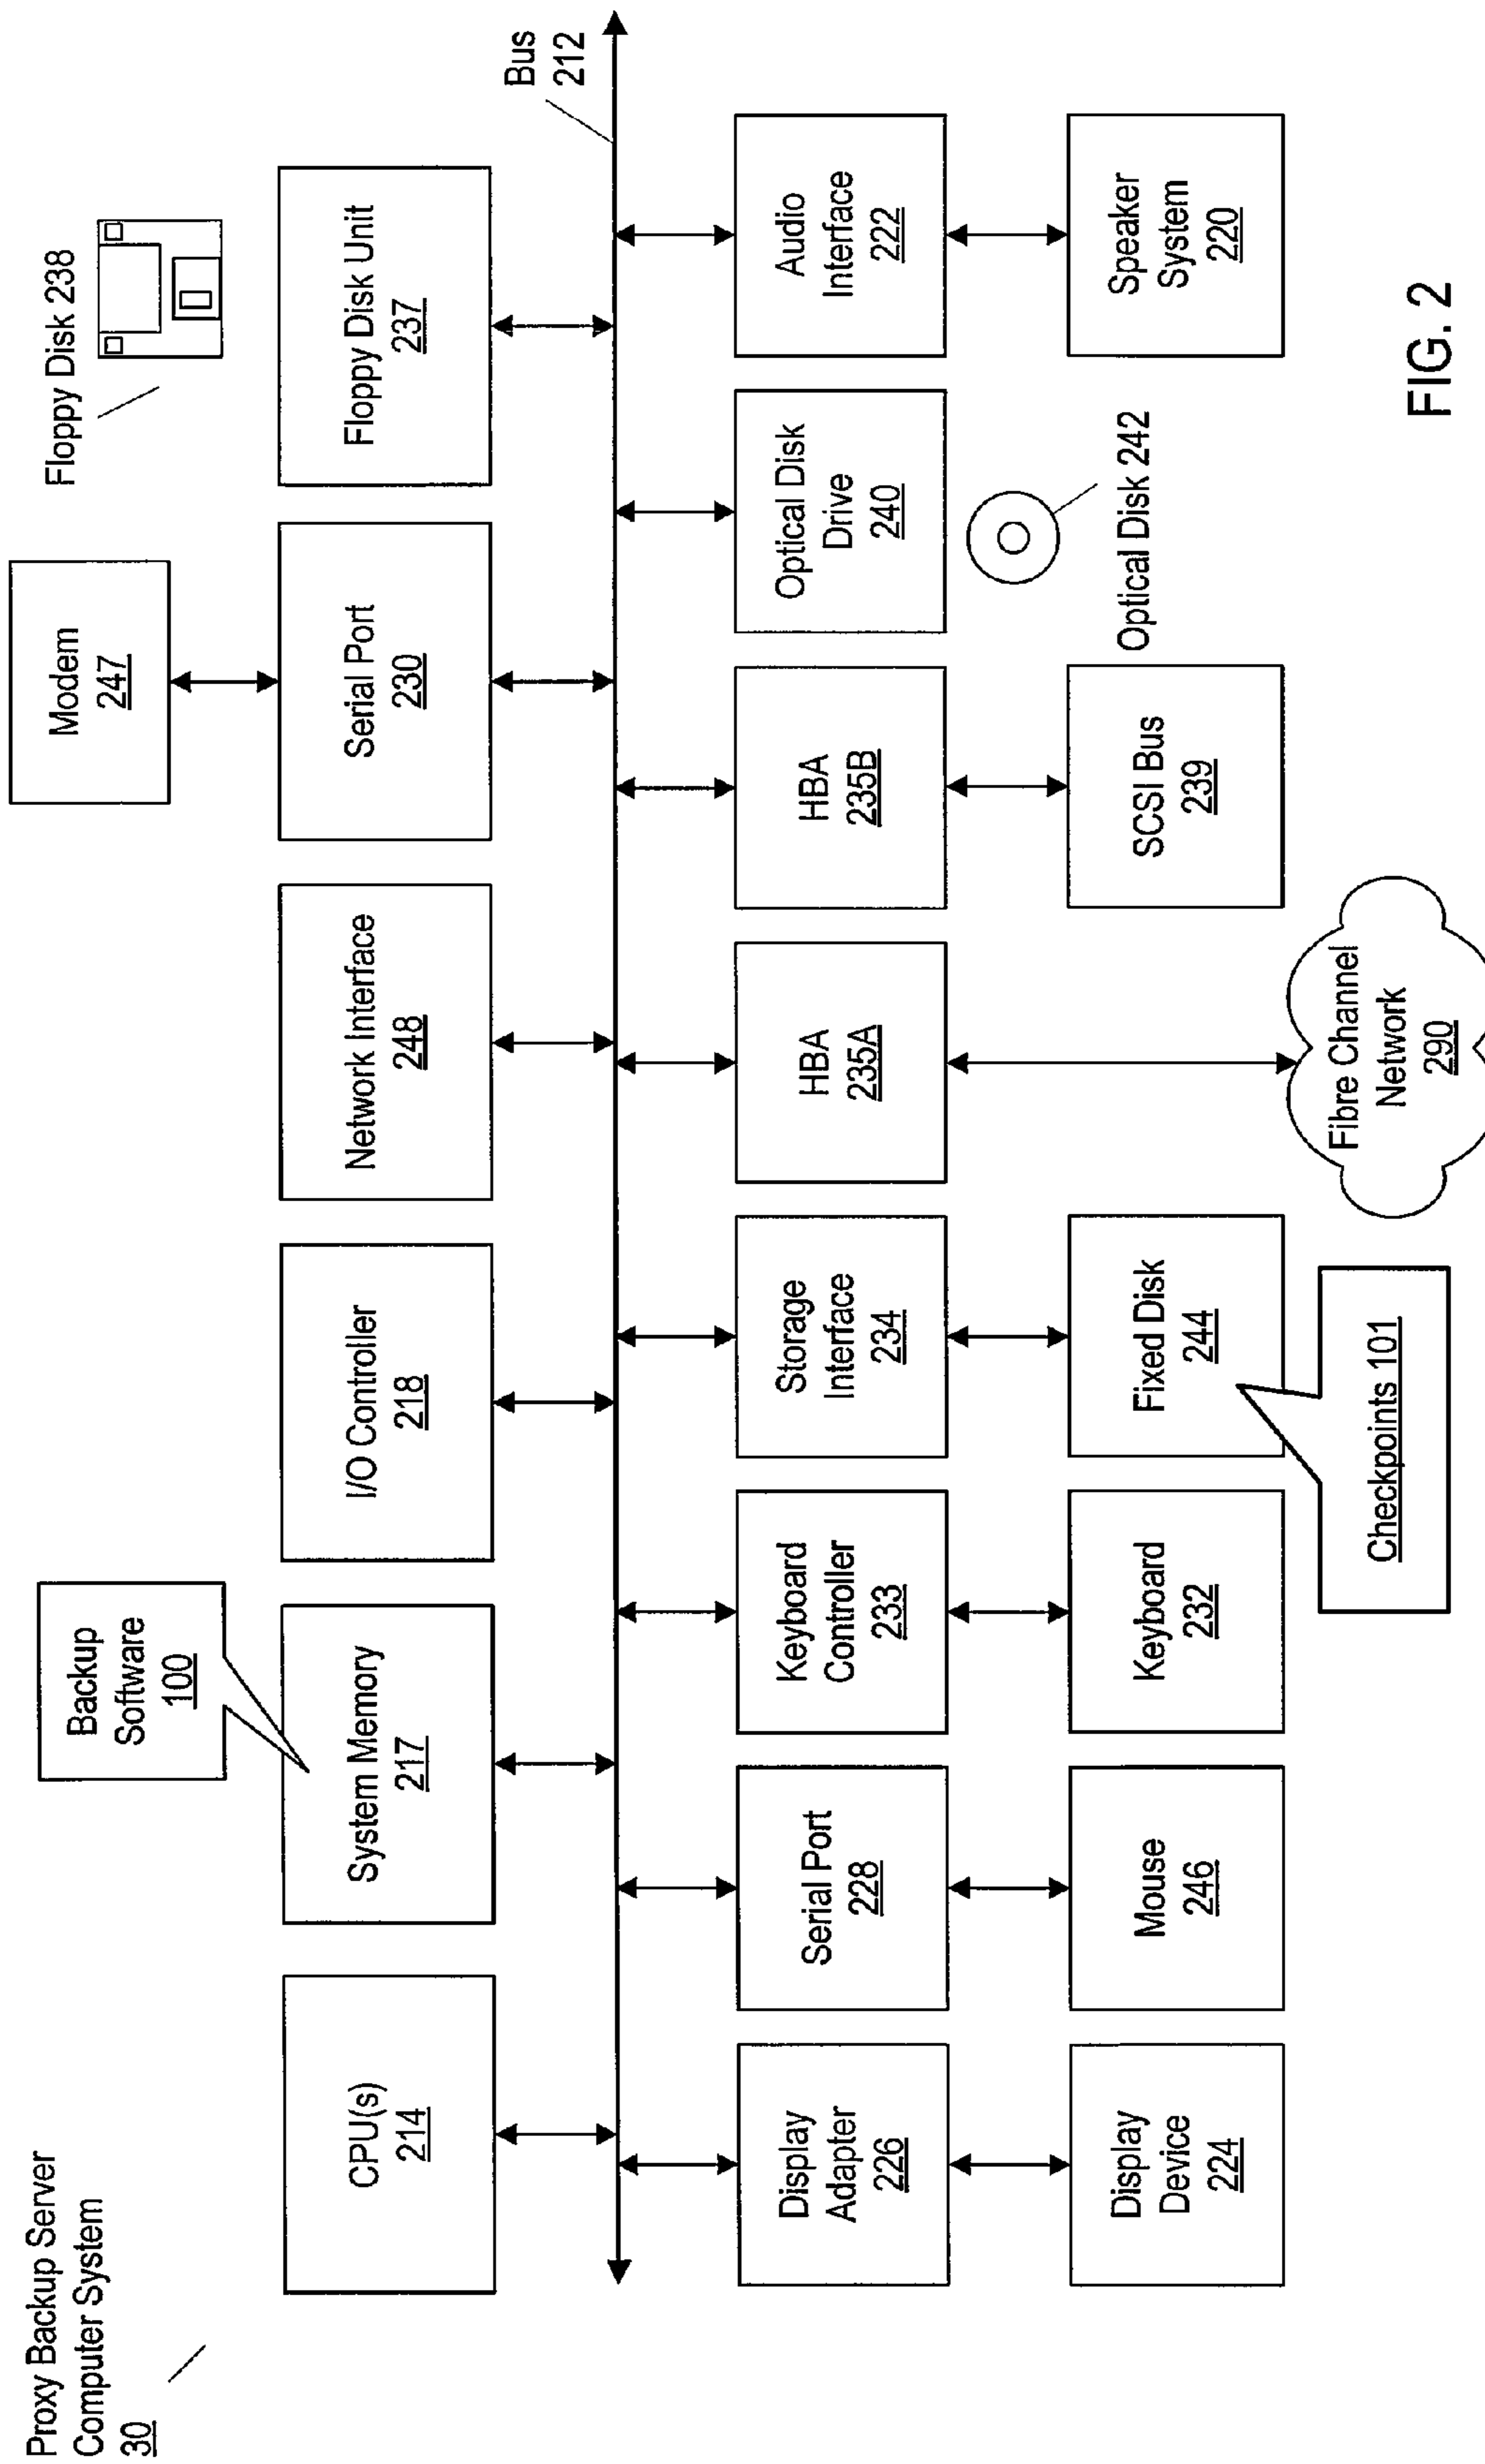 Proxy Backup Server
Computer System
30
Backup
Software
100
Modem
247
Floppy Disk 238
CPU(s)
214
System Memory
217
I/O Controller
218
Network Interface
248
Serial Port
230
Floppy Disk Unit
237
Bus
212
Display
Adapter
226
Serial Port
228
Keyboard
Controller
233
Storage
Interface
234
HBA
235A
HBA
235B
Optical Disk
Drive
240
Audio
Interface
222
Display
Device
224
Mouse
246
Keyboard
232
Fixed Disk
244
SCSI Bus
239
Optical Disk 242
Speaker
System
220
Checkpoints 101
Fibre Channel
Network
290
FIG. 2